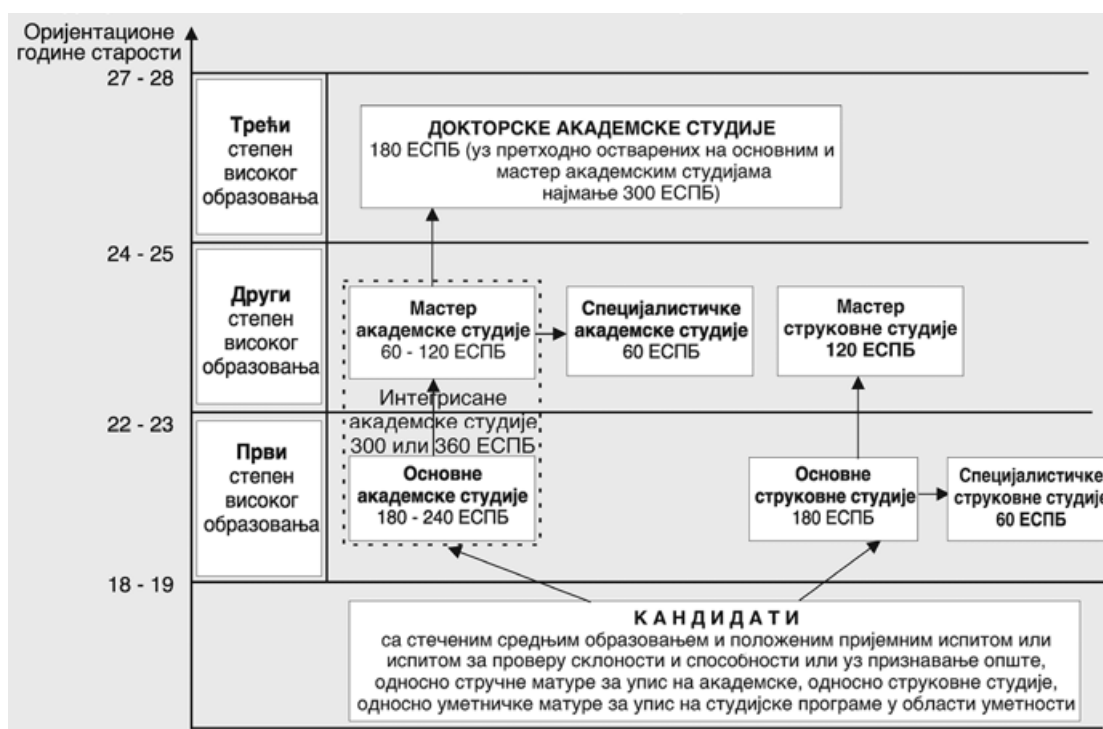 Оријентационе
године старости
27 - 28
Трећи
степен
високог
образовања
ДОКТОРСКЕ АКАДЕМСКЕ СТУДИЈЕ
180 ЕСПБ (уз претходно остварених на основним и
мастер академским студијама
најмање 300 ЕСПБ)
24 - 25
Други
степен
високог
образовања
Мастер
академске студије
60 - 120 ЕСПБ
Специјалистичке
академске студије
60 ЕСПБ
Мастер
струковне студије
120 ЕСПБ
Интегрисане
академске студије
300 или 360 ЕСПБ
22 - 23
Први
степен
високог
образовања
Основне
академске студије
180 - 240 ЕСПБ
Основне
струковне студије
180 ЕСПБ
Специјалистичке
струковне студије
60 ЕСПБ
18 - 19
К А Н Д И Д А Т И
са стеченим средњим образовањем и положеним пријемним испитом или
испитом за проверу склоности и способности или уз признавање опште,
односно стручне матуре за упис на академске, односно струковне студије,
односно уметничке матуре за упис на студијске програме у области уметности